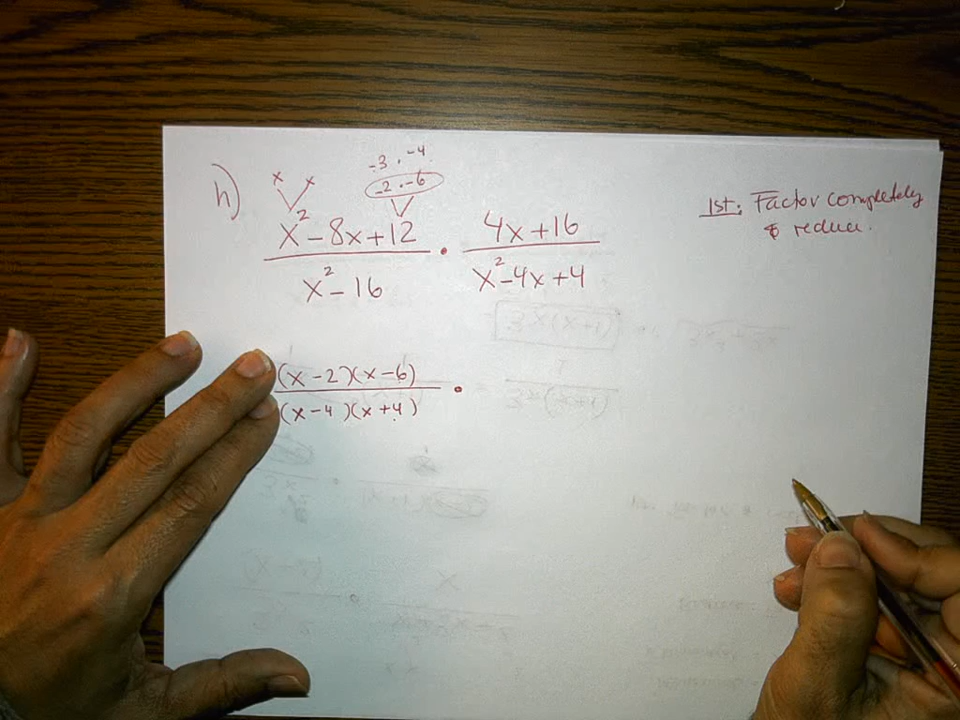 h)
x x
-3 · -4
-2 · -6
x² - 8x + 12 · 4x + 16
x² - 16 x² - 4x + 4
1st: Factor completely
& reduce.
(x - 2)(x - 6) ·
(x - 4)(x + 4)